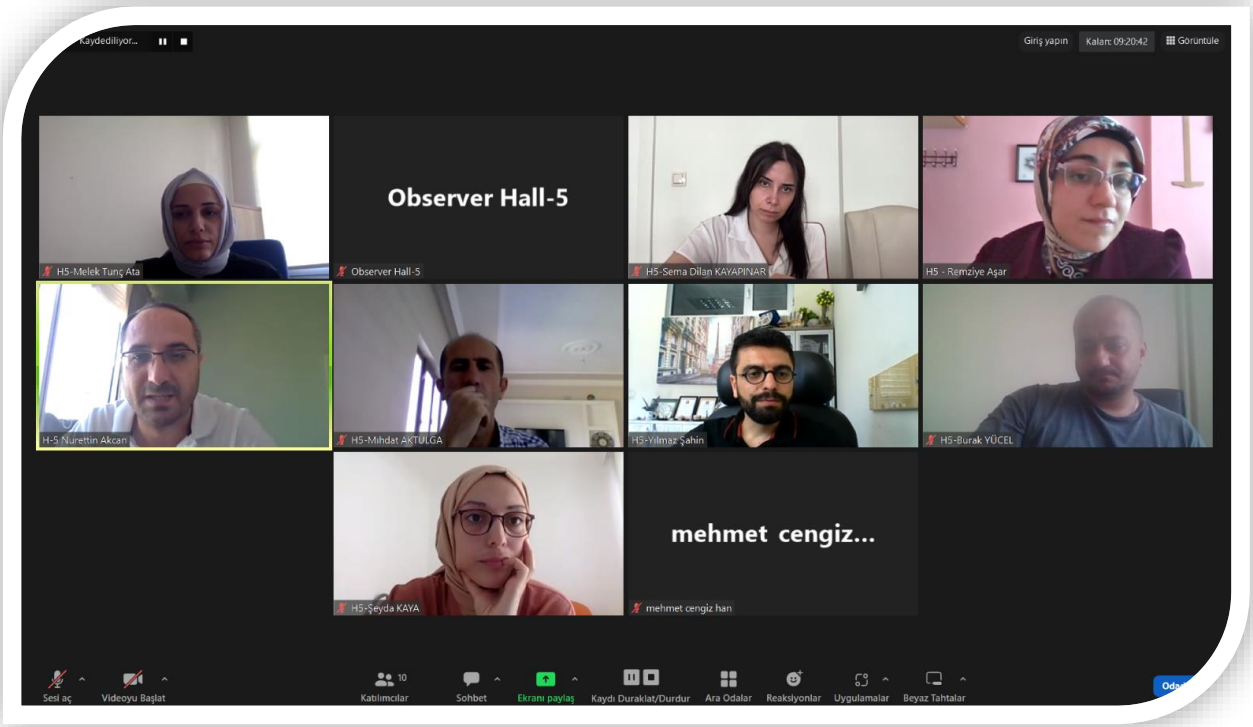 Kaydediliyor...
Giriş yapın
Kalan: 09:20:42
Görüntüle
H5-Melek Tunç Ata
Observer Hall-5
Observer Hall-5
H5-Sema Dilan KAYAPINAR
H5 - Remziye Aşar
H-5 Nurettin Akcan
H5-Mihdat AKTULGA
H5-Yılmaz Şahin
H5-Burak YÜCEL
H5-Şeyda KAYA
mehmet cengiz...
mehmet cengiz han
Sesi aç
Videoyu Başlat
10
Katılımcılar
Sohbet
Ekranı paylaş
Kaydı Duraklat/Durdur
Ara Odalar
Reaksiyonlar
Uygulamalar
Beyaz Tahtalar